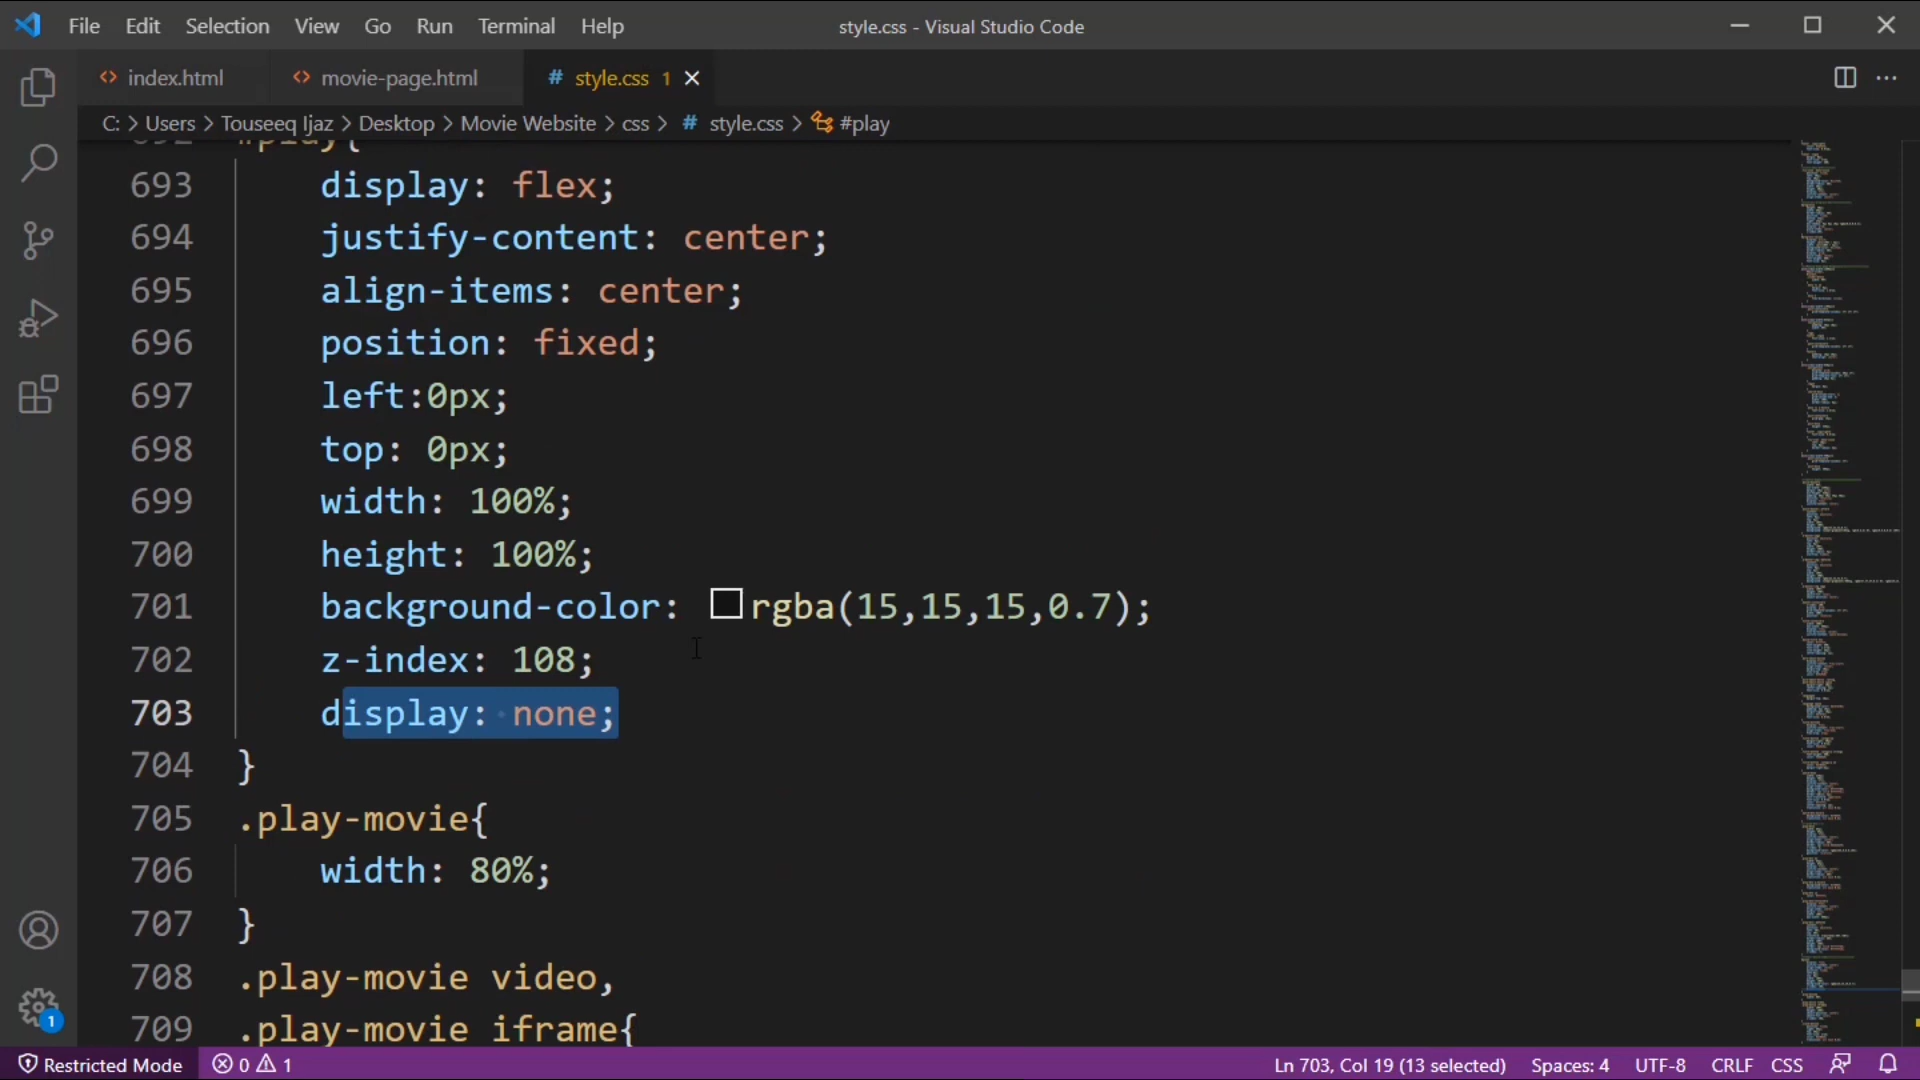 File Edit Selection View Go Run Terminal Help
style.css - Visual Studio Code
index.html
movie-page.html
# style.css 1
C: > Users > Touseeq Ijaz > Desktop > Movie Website > css > # style.css > #play
692 #play{
693 display: flex;
694 justify-content: center;
695 align-items: center;
696 position: fixed;
697 left:0px;
698 top: 0px;
699 width: 100%;
700 height: 100%;
701 background-color: rgba(15,15,15,0.7);
702 z-index: 108;
703 display: none;
704 }
705 .play-movie{
706 width: 80%;
707 }
708 .play-movie video,
709 .play-movie iframe{
1
Restricted Mode 0 1
Ln 703, Col 19 (13 selected) Spaces: 4 UTF-8 CRLF CSS